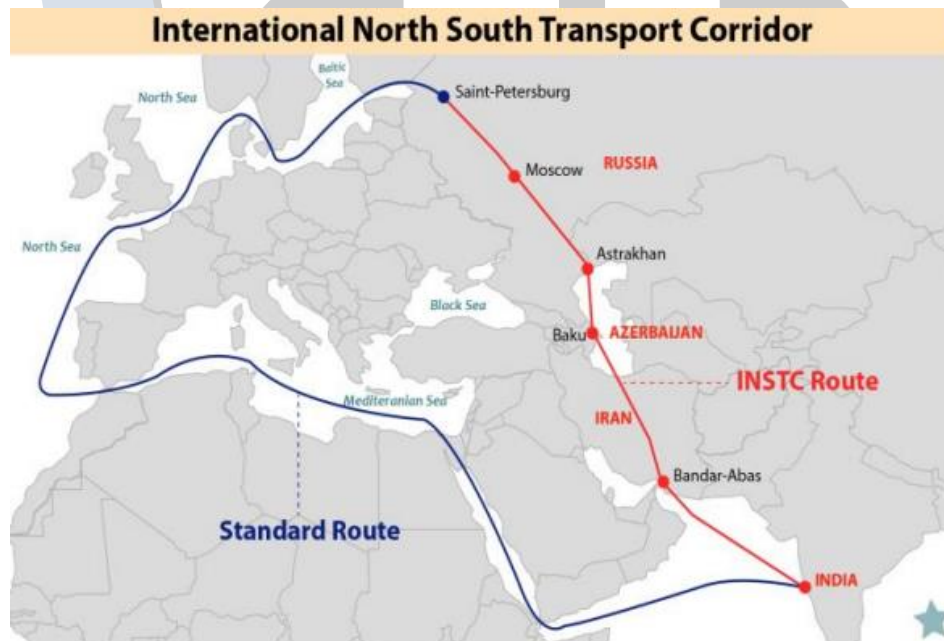 International North South Transport Corridor
Baltic
Sea
North Sea
Saint-Petersburg
Moscow
RUSSIA
North Sea
Astrakhan
Black Sea
Baku
AZERBAIJAN
INSTC Route
Mediteranian Sea
IRAN
Bandar-Abas
Standard Route
INDIA